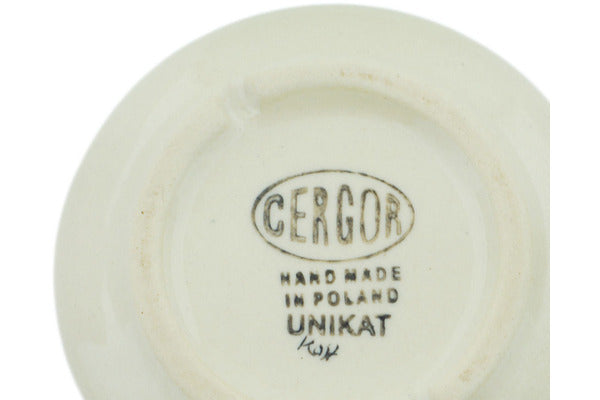 CERGOR
HAND MADE
IN POLAND
UNIKAT